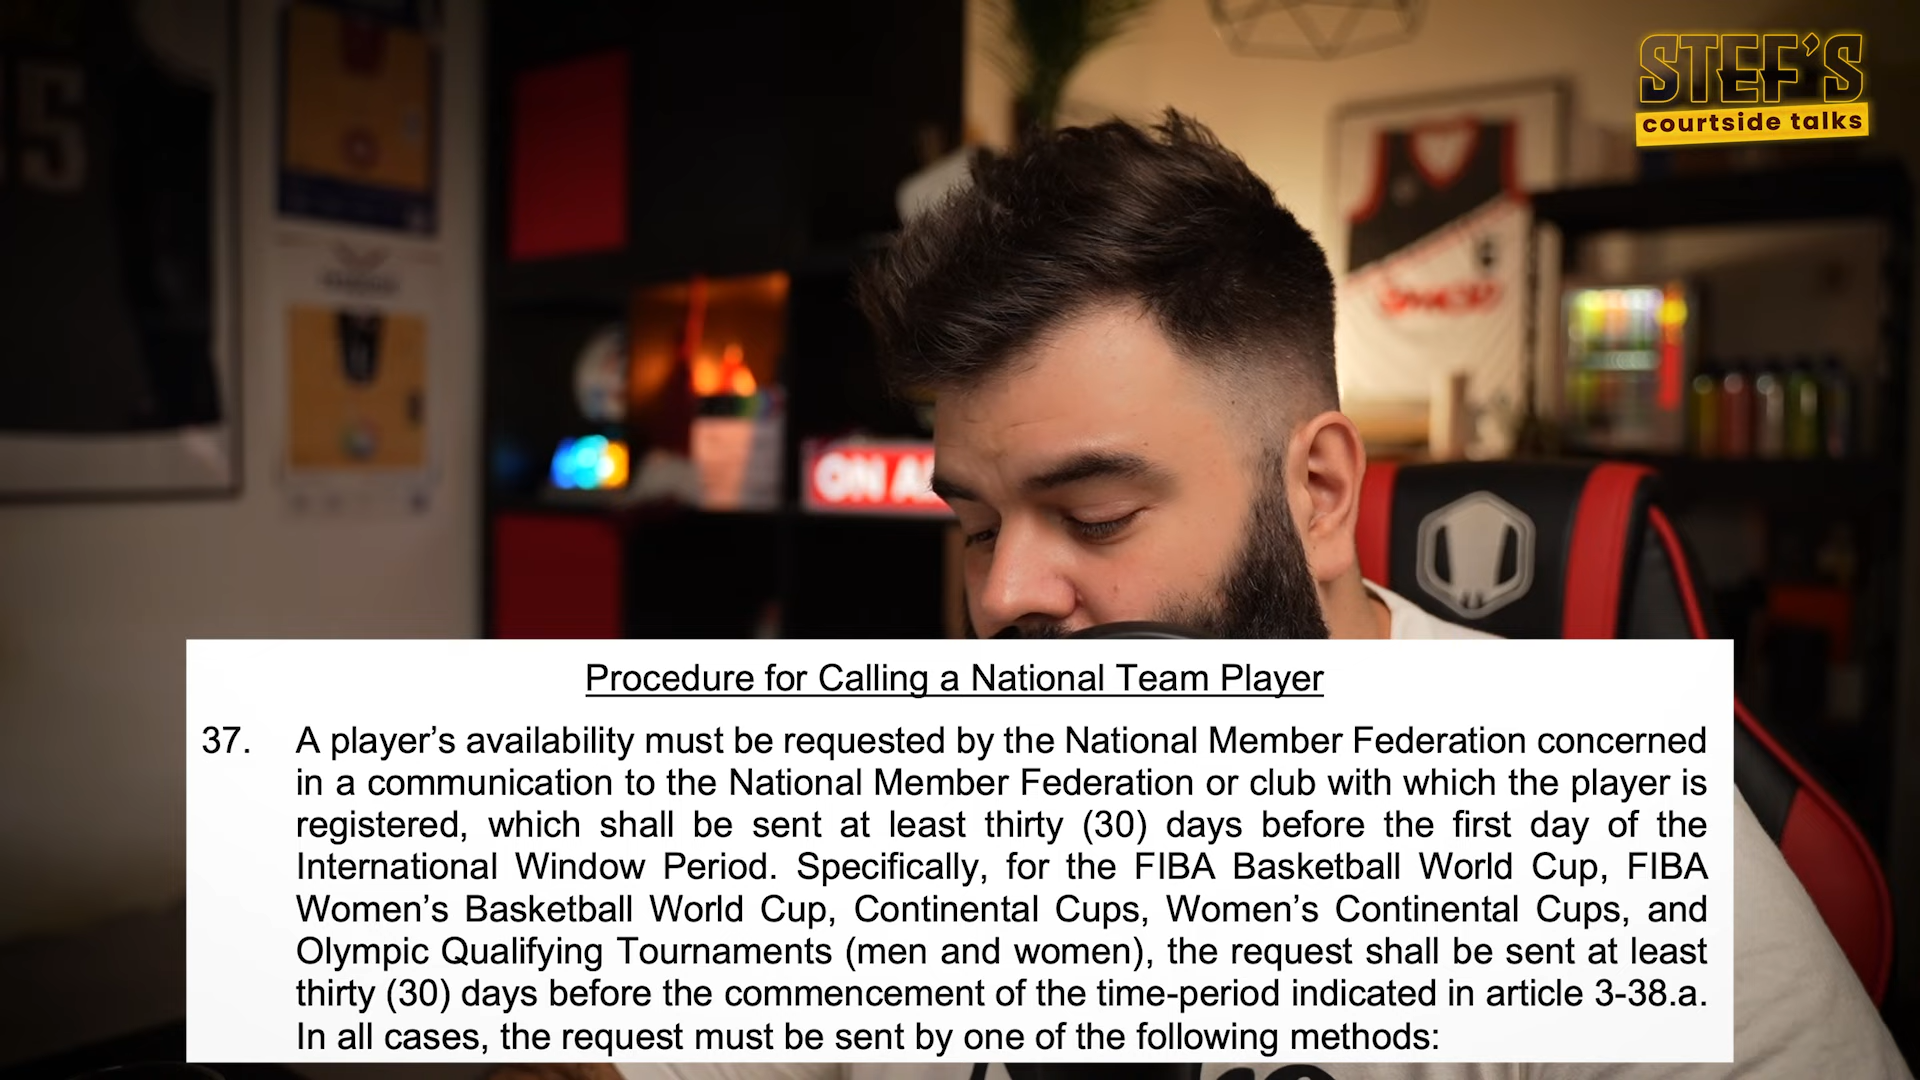 STEF'S
courtside talks
ON A
Procedure for Calling a National Team Player
37. A player's availability must be requested by the National Member Federation concerned
in a communication to the National Member Federation or club with which the player is
registered, which shall be sent at least thirty (30) days before the first day of the
International Window Period. Specifically, for the FIBA Basketball World Cup, FIBA
Women's Basketball World Cup, Continental Cups, Women's Continental Cups, and
Olympic Qualifying Tournaments (men and women), the request shall be sent at least
thirty (30) days before the commencement of the time-period indicated in article 3-38.a.
In all cases, the request must be sent by one of the following methods: